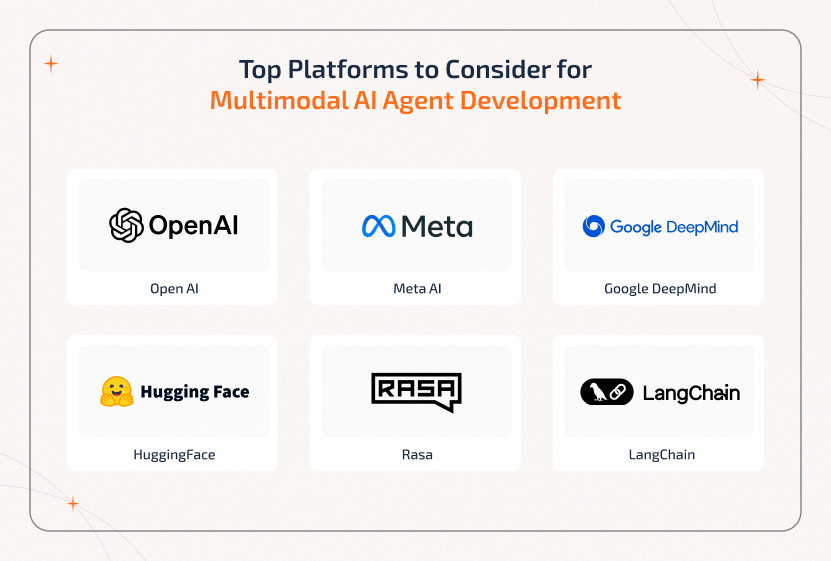 Top Platforms to Consider for
Multimodal AI Agent Development
OpenAI
Meta
Google DeepMind
Open AI
Meta AI
Google DeepMind
Hugging Face
RASA
LangChain
HuggingFace
Rasa
LangChain